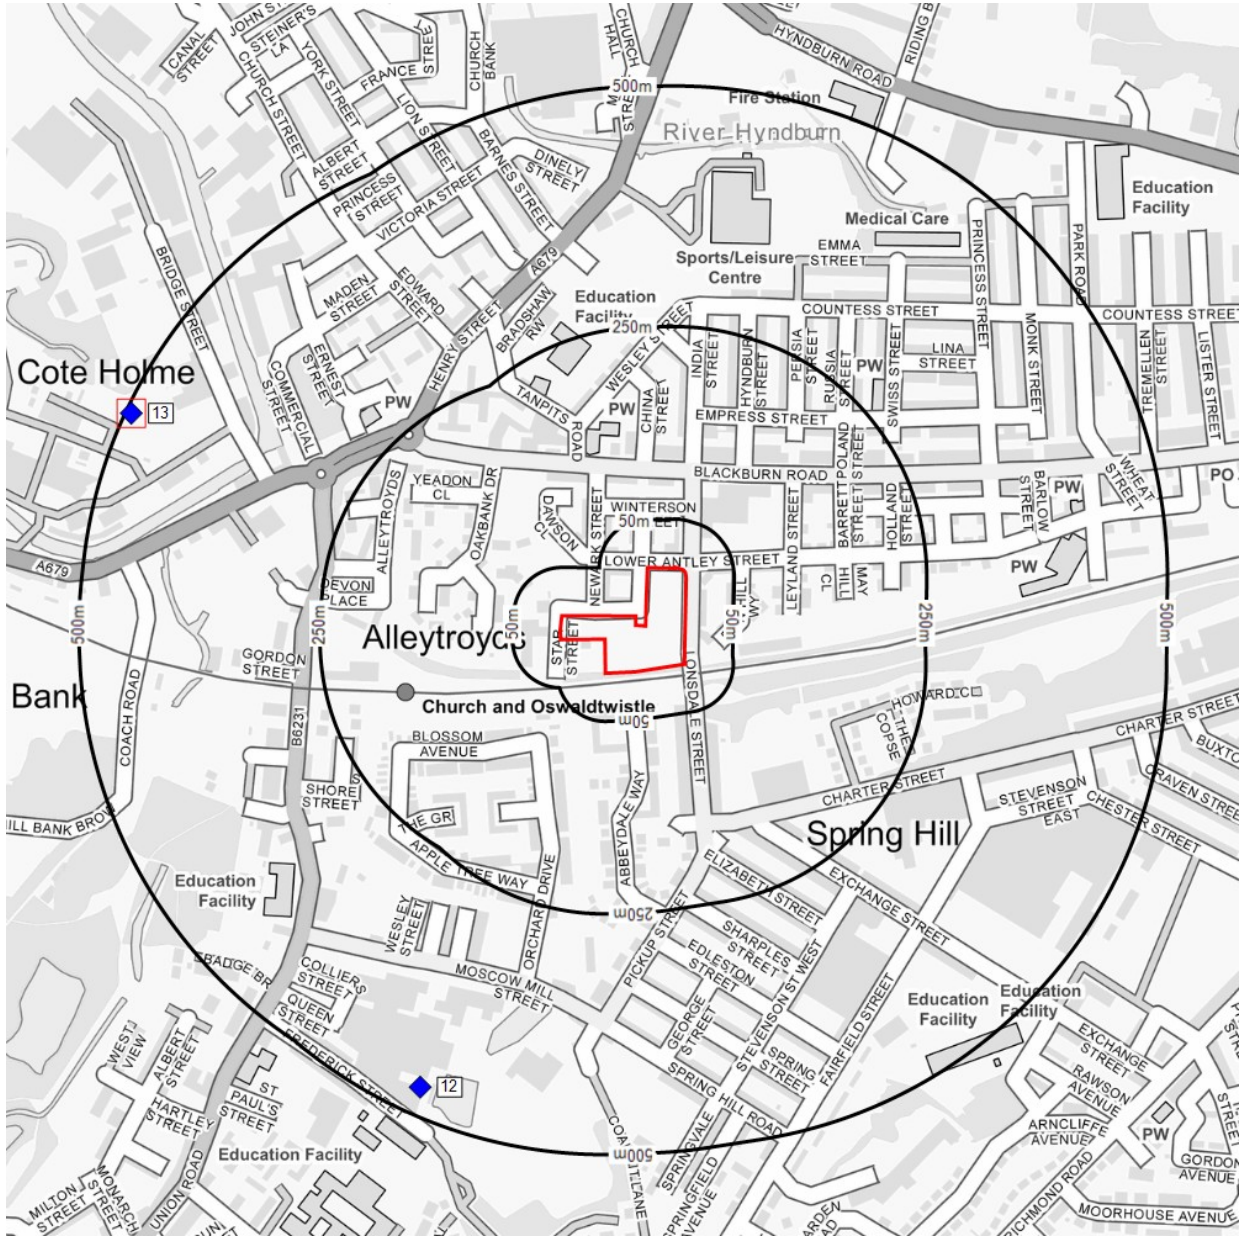 CANAL
STREET
JOHN ST
STEINER'S
LA
YORK STREET
CHURCH STREET
FRANCE
STREET
CHURCH
BANK
LION STREET
BARNES STREET
ALBERT
STREET
PRINCESS
STREET
VICTORIA STREET
DINELY
STREET
CHURCH
STREET
HALL
500m
Fire Station
HYNDBURN ROAD
RIDING B
River Hyndburn
Education
Facility
Medical Care
EMMA
STREET
Sports/Leisure
Centre
PRINCESS STREET
PARK ROAD
BRIDGE STREET
MADEN
STREET
EDWARD
STREET
A679
HENRY STREET
BRADSHAW
RW
Education
Facility
250m
WESLEY STREET
COUNTESS STREET
COUNTESS STREET
INDIA
STREET
HYNDBURN
STREET
PERSIA
STREET
RUSSIA
STREET
PW
SWISS STREET
LINA
STREET
MONK STREET
TREMELLEN
STREET
LISTER STREET
Cote Holme
13
ERNEST
STREET
COMMERCIAL
STREET
PW
TANPITS
ROAD
PW
CHINA
STREET
EMPRESS STREET
BLACKBURN ROAD
POLAND
STREET
BARRETT
STREET
HOLLAND
STREET
BARLOW
STREET
PW
WHEAT
STREET
PO
YEADON
CL
ALLEYTROYDS
OAKBANK DR
DAWSON
CL
NEWARK STREET
WINTERSON
50m
LOWER ANTLEY STREET
LEYLAND STREET
HILL
CL
MAY
PW
A679
DEVON
PLACE
HILL
WAY
500m
250m
50m
50m
250m
500m
Alleytroyds
STAR
STREET
GORDON
STREET
Bank
COACH ROAD
B6231
Church and Oswaldtwistle
50m
LONSDALE STREET
HOWARD CL
THE
COPSE
CHARTER STREET
CHARTER STREET
BUXTO
CRAVEN STREET
BLOSSOM
AVENUE
SHORE
STREET
THE GR
APPLE TREE WAY
ORCHARD DRIVE
ABBEYDALE WAY
STEVENSON
STREET
EAST
CHESTER STREET
ILL BANK BROW
Spring Hill
ELIZABETH STREET
EXCHANGE STREET
Education
Facility
WESLEY
STREET
250m
PICKUP STREET
SHARPLES
STREET
EDLESTON
STREET
STEVENSON ST WEST
FAIRFIELD STREET
BADGE BR
COLLIERS
STREET
QUEEN
STREET
MOSCOW MILL
STREET
GEORGE
STREET
Education
Facility
Education
Facility
EXCHANGE
STREET
WEST
VIEW
ALBERT
STREET
FREDERICK STREET
12
SPRING
STREET
SPRING HILL ROAD
RAWSON
AVENUE
HARTLEY
STREET
ST
PAUL'S
STREET
ARNCLIFFE
AVENUE
PW
Education Facility
500m
SPRINGVALE
GORDON
AVENUE
MILTON
STREET
MONARCH
UNION ROAD
SPRINGFIELD
AVENUE
RICHMOND ROAD
MOORHOUSE AVENUE